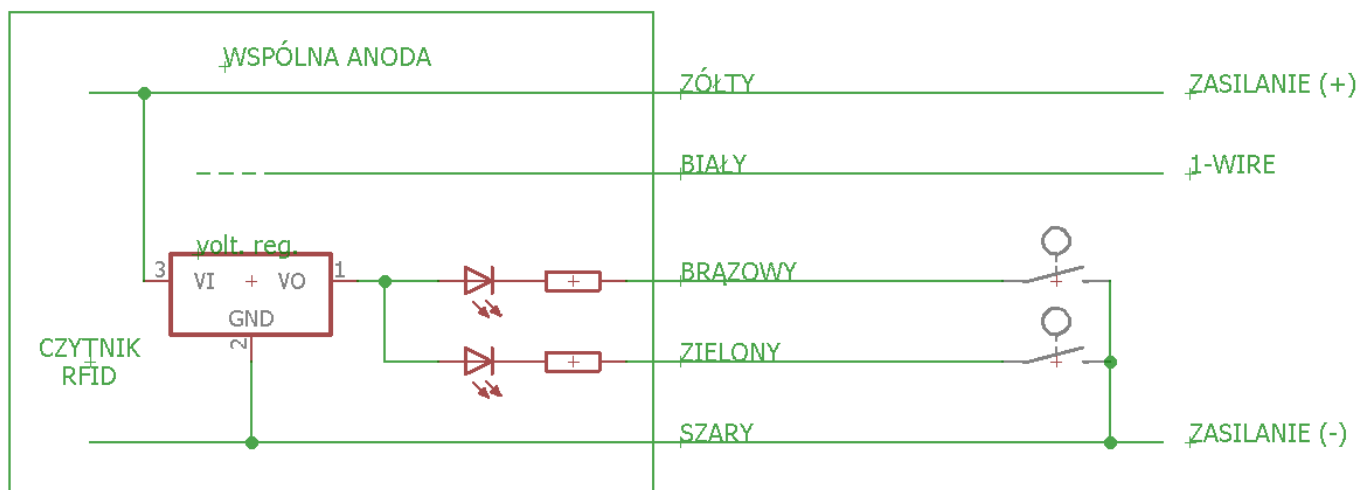 WSPÓLNA ANODA
ZÓŁTY
ZASILANIE (+)
BIAŁY
1-WIRE
volt. reg.
3
VI
VO
1
GND
2
BRĄZOWY
CZYTNIK
RFID
ZIELONY
SZARY
ZASILANIE (-)